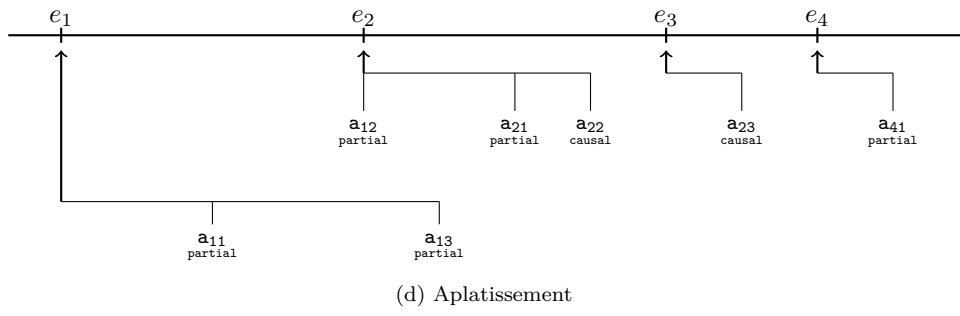 e1 e2 e3 e4
a12 a21 a22 a23 a41
partial partial causal causal partial
a11 a13
partial partial
(d) Aplatissement